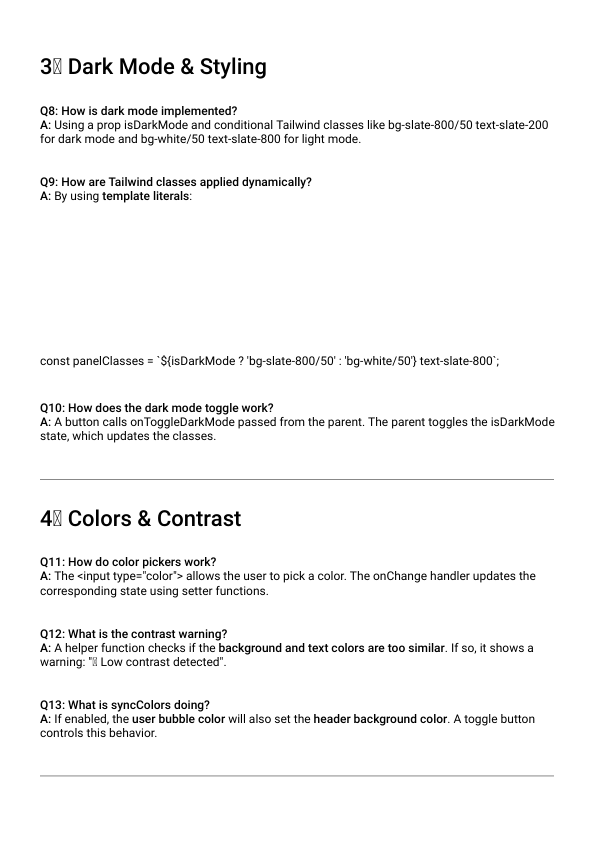 3 Dark Mode & Styling
Q8: How is dark mode implemented?
A: Using a prop isDarkMode and conditional Tailwind classes like bg-slate-800/50 text-slate-200
for dark mode and bg-white/50 text-slate-800 for light mode.
Q9: How are Tailwind classes applied dynamically?
A: By using template literals:
const panelClasses = `${isDarkMode ? 'bg-slate-800/50' : 'bg-white/50'} text-slate-800`;
Q10: How does the dark mode toggle work?
A: A button calls onToggleDarkMode passed from the parent. The parent toggles the isDarkMode
state, which updates the classes.
4 Colors & Contrast
Q11: How do color pickers work?
A: The <input type="color"> allows the user to pick a color. The onChange handler updates the
corresponding state using setter functions.
Q12: What is the contrast warning?
A: A helper function checks if the background and text colors are too similar. If so, it shows a
warning: " Low contrast detected".
Q13: What is syncColors doing?
A: If enabled, the user bubble color will also set the header background color. A toggle button
controls this behavior.